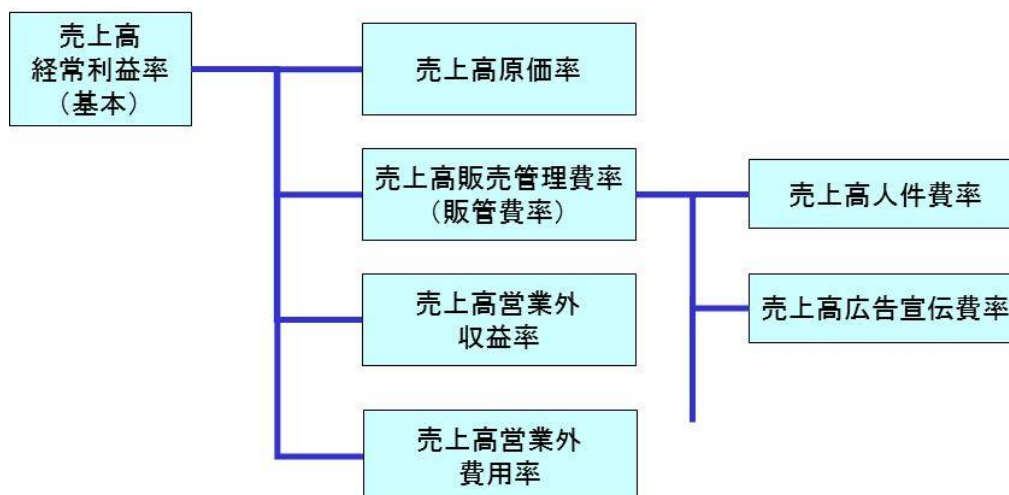 売上高
経常利益率
（基本）
売上高原価率
売上高販売管理費率
（販管費率）
売上高人件費率
売上高広告宣伝費率
売上高営業外
収益率
売上高営業外
費用率